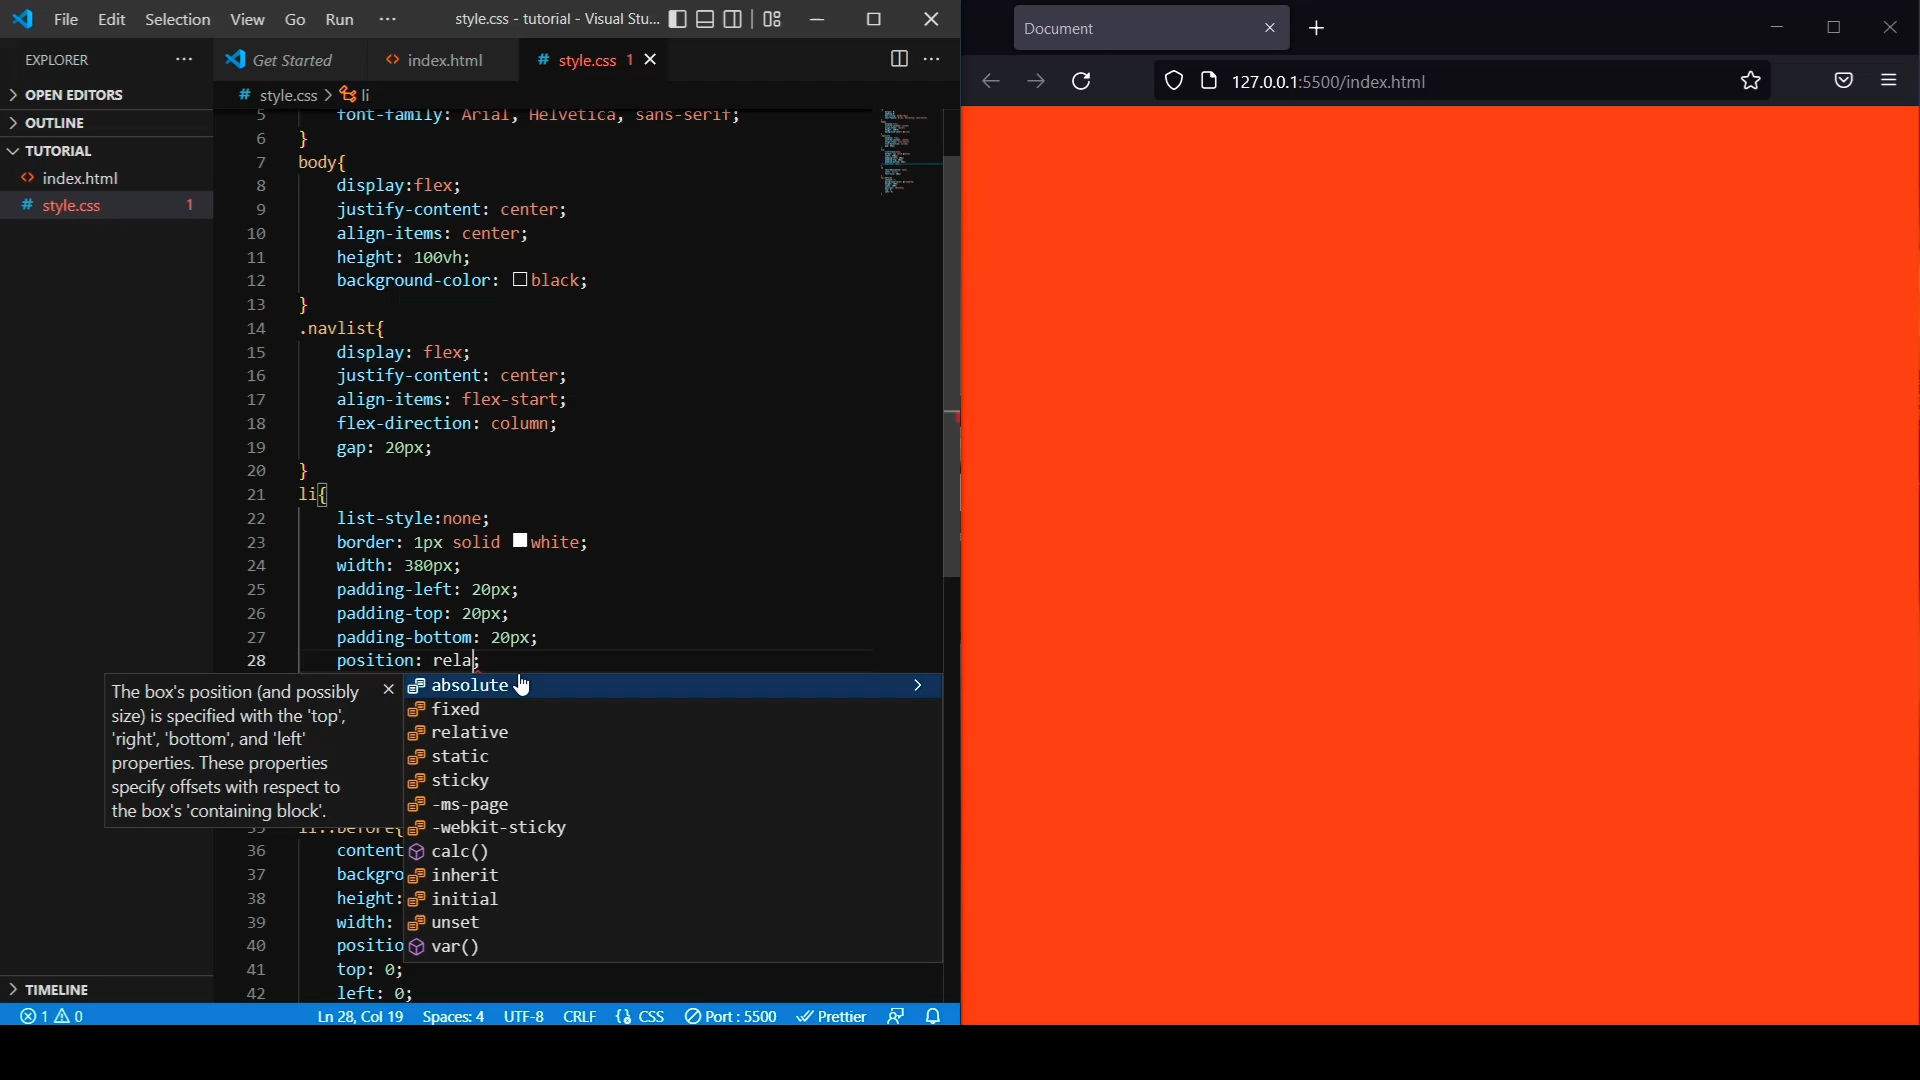 File Edit Selection View Go Run ··· style.css - tutorial - Visual Stu...
EXPLORER ···
OPEN EDITORS
OUTLINE
TUTORIAL
<> index.html
# style.css 1
TIMELINE
Get Started <> index.html # style.css 1 ···
# style.css > li
5 font-family: Arial, Helvetica, sans-serif;
6 }
7 body{
8 display:flex;
9 justify-content: center;
10 align-items: center;
11 height: 100vh;
12 background-color: black;
13 }
14 .navlist{
15 display: flex;
16 justify-content: center;
17 align-items: flex-start;
18 flex-direction: column;
19 gap: 20px;
20 }
21 li{
22 list-style:none;
23 border: 1px solid white;
24 width: 380px;
25 padding-left: 20px;
26 padding-top: 20px;
27 padding-bottom: 20px;
28 position: rela;
The box's position (and possibly
size) is specified with the 'top',
'right', 'bottom', and 'left'
properties. These properties
specify offsets with respect to
the box's 'containing block'.
absolute
fixed
relative
static
sticky
-ms-page
-webkit-sticky
calc()
inherit
initial
unset
var()
36 content
37 backgro
38 height:
39 width:
40 positio
41 top: 0;
42 left: 0;
1 0 Ln 28, Col 19 Spaces: 4 UTF-8 CRLF {} CSS Port : 5500 Prettier
Document
127.0.0.1:5500/index.html